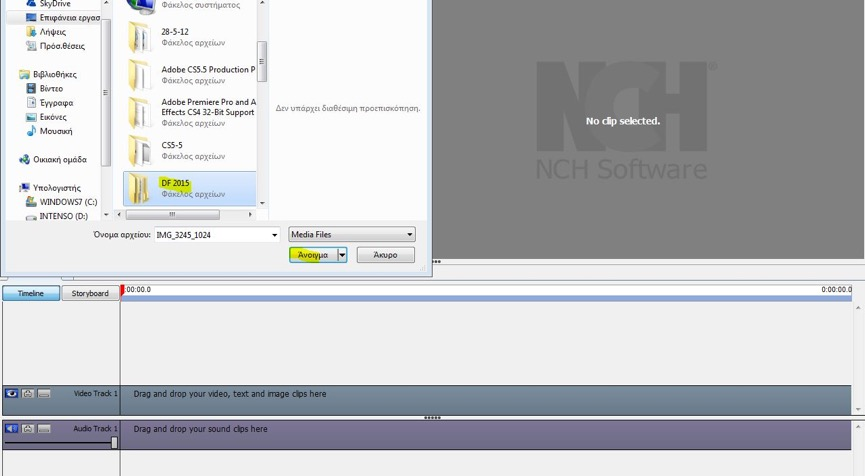 SkyDrive
Επιφάνεια εργασ
Λήψεις
Πρόσ.θέσεις
Βιβλιοθήκες
Βίντεο
Έγγραφα
Εικόνες
Μουσική
Οικιακή ομάδα
Υπολογιστής
WINDOWS7 (C:)
INTENSO (D:)
Φάκελος συστήματος
28-5-12
Φάκελος αρχείων
Adobe CS5.5 Production P
Φάκελος αρχείων
Adobe Premiere Pro and A
Effects CS4 32-Bit Support
Φάκελος αρχείων
CS5-5
Φάκελος αρχείων
DF 2015
Φάκελος αρχείων
Δεν υπάρχει διαθέσιμη προεπισκόπηση.
Όνομα αρχείου:
IMG_3245_1024
Media Files
Άνοιγμα
Άκυρο
NCH
No clip selected.
NCH Software
Timeline
Storyboard
:00:00.0
0:00:00.0
Video Track 1
Drag and drop your video, text and image clips here
Audio Track 1
Drag and drop your sound clips here